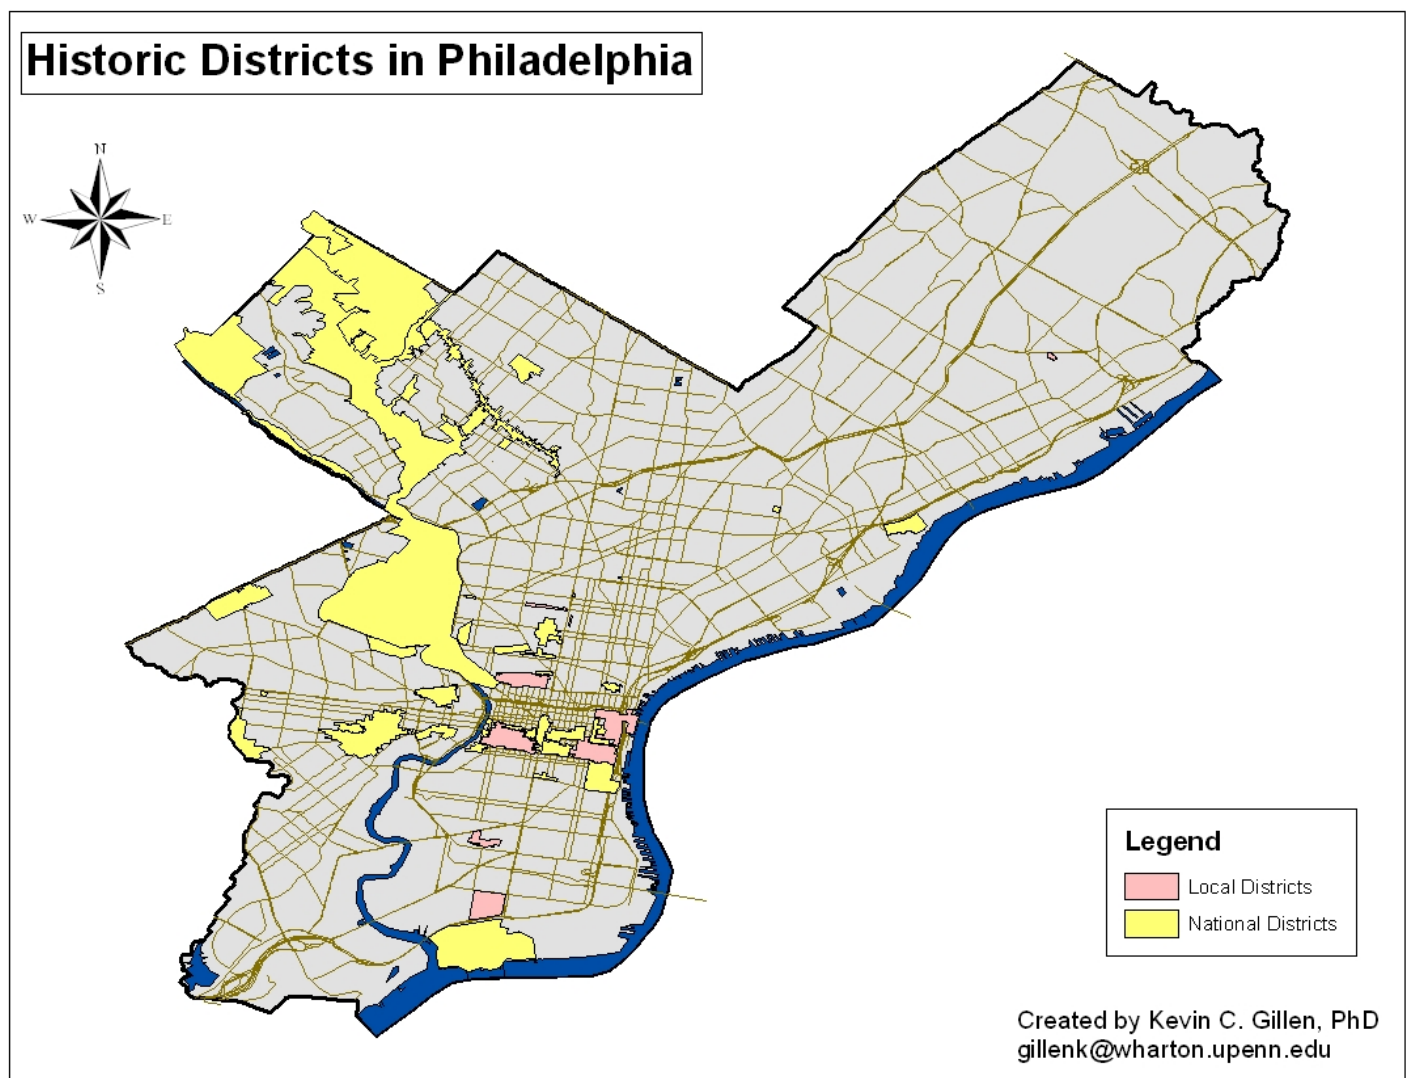 Historic Districts in Philadelphia
N
W E
S
Legend
Local Districts
National Districts
Created by Kevin C. Gillen, PhD
gillenk@wharton.upenn.edu